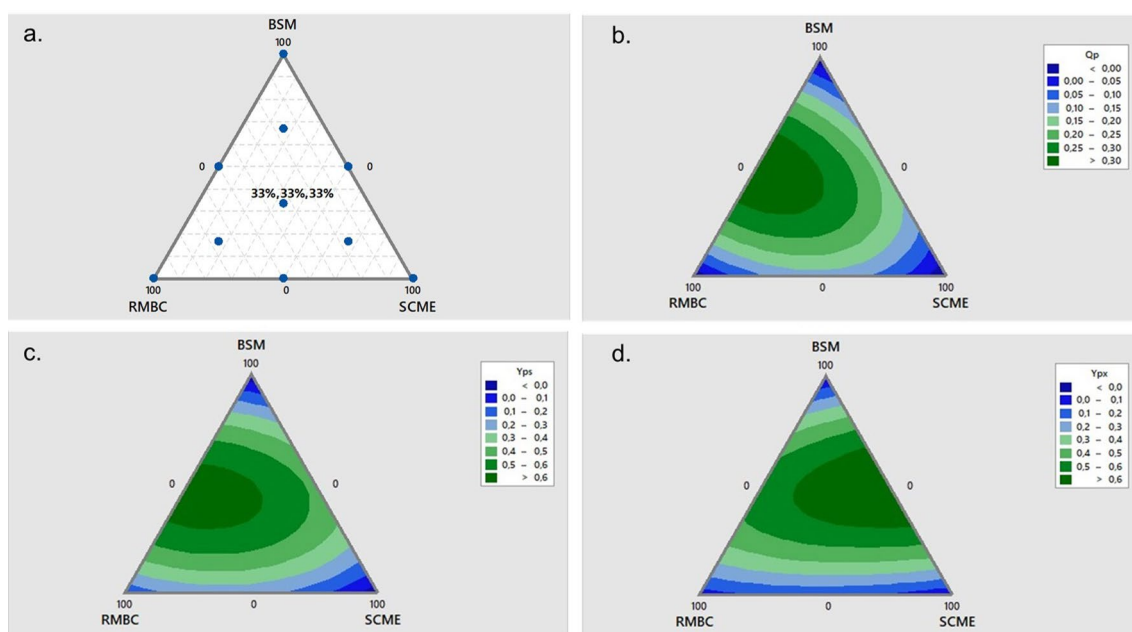 a.
BSM
100
0
0
33%,33%,33%
100
0
100
RMBC
SCME
b.
BSM
100
Qp
< 0,00
0,00 – 0,05
0,05 – 0,10
0,10 – 0,15
0,15 – 0,20
0,20 – 0,25
0,25 – 0,30
> 0,30
0
0
100
0
100
RMBC
SCME
c.
BSM
100
Yps
< 0,0
0,0 – 0,1
0,1 – 0,2
0,2 – 0,3
0,3 – 0,4
0,4 – 0,5
0,5 – 0,6
> 0,6
0
0
100
0
100
RMBC
SCME
d.
BSM
100
Ypx
< 0,0
0,0 – 0,1
0,1 – 0,2
0,2 – 0,3
0,3 – 0,4
0,4 – 0,5
0,5 – 0,6
> 0,6
0
0
100
0
100
RMBC
SCME